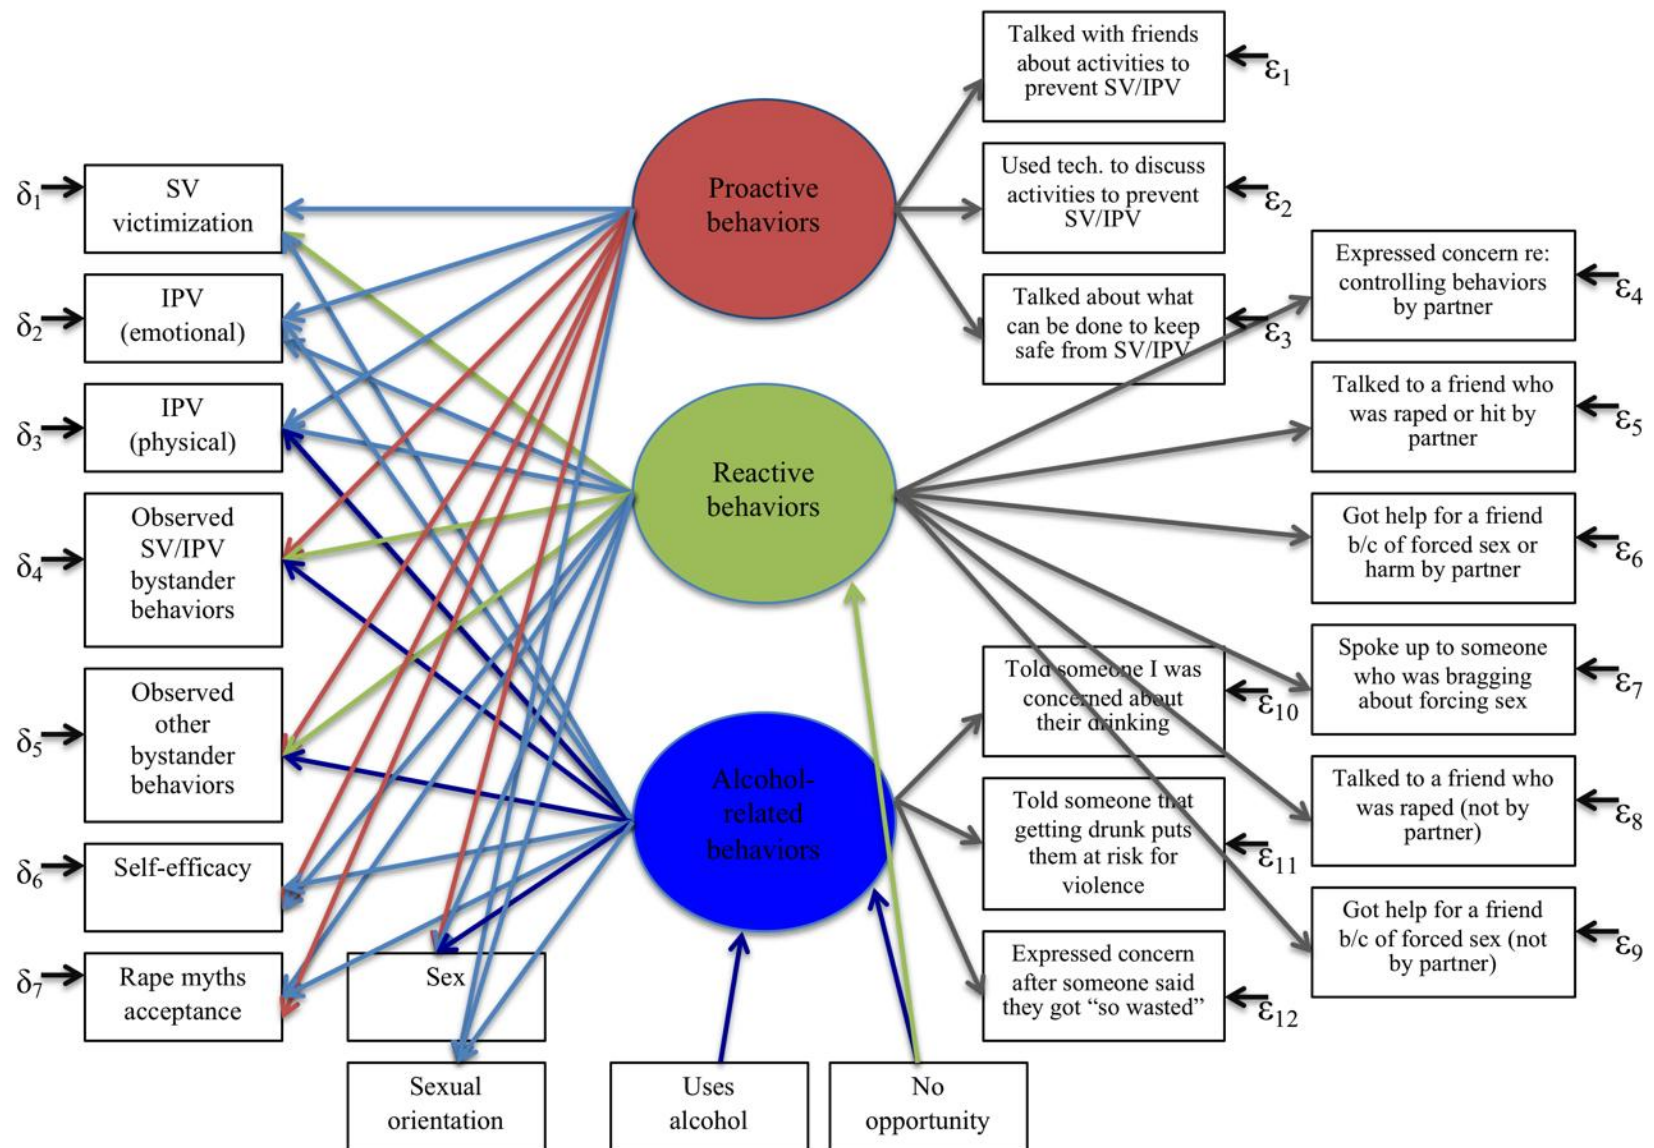 δ1
SV
victimization
δ2
IPV
(emotional)
δ3
IPV
(physical)
δ4
Observed
SV/IPV
bystander
behaviors
δ5
Observed
other
bystander
behaviors
δ6
Self-efficacy
δ7
Rape myths
acceptance
Sex
Sexual
orientation
Uses
alcohol
No
opportunity
Proactive
behaviors
Reactive
behaviors
Alcohol-
related
behaviors
Talked with friends
about activities to
prevent SV/IPV
ε1
Used tech. to discuss
activities to prevent
SV/IPV
ε2
Talked about what
can be done to keep
safe from SV/IPV
ε3
Expressed concern re:
controlling behaviors
by partner
ε4
Talked to a friend who
was raped or hit by
partner
ε5
Got help for a friend
b/c of forced sex or
harm by partner
ε6
Spoke up to someone
who was bragging
about forcing sex
ε7
Talked to a friend who
was raped (not by
partner)
ε8
Got help for a friend
b/c of forced sex (not
by partner)
ε9
Told someone I was
concerned about
their drinking
ε10
Told someone that
getting drunk puts
them at risk for
violence
ε11
Expressed concern
after someone said
they got “so wasted”
ε12